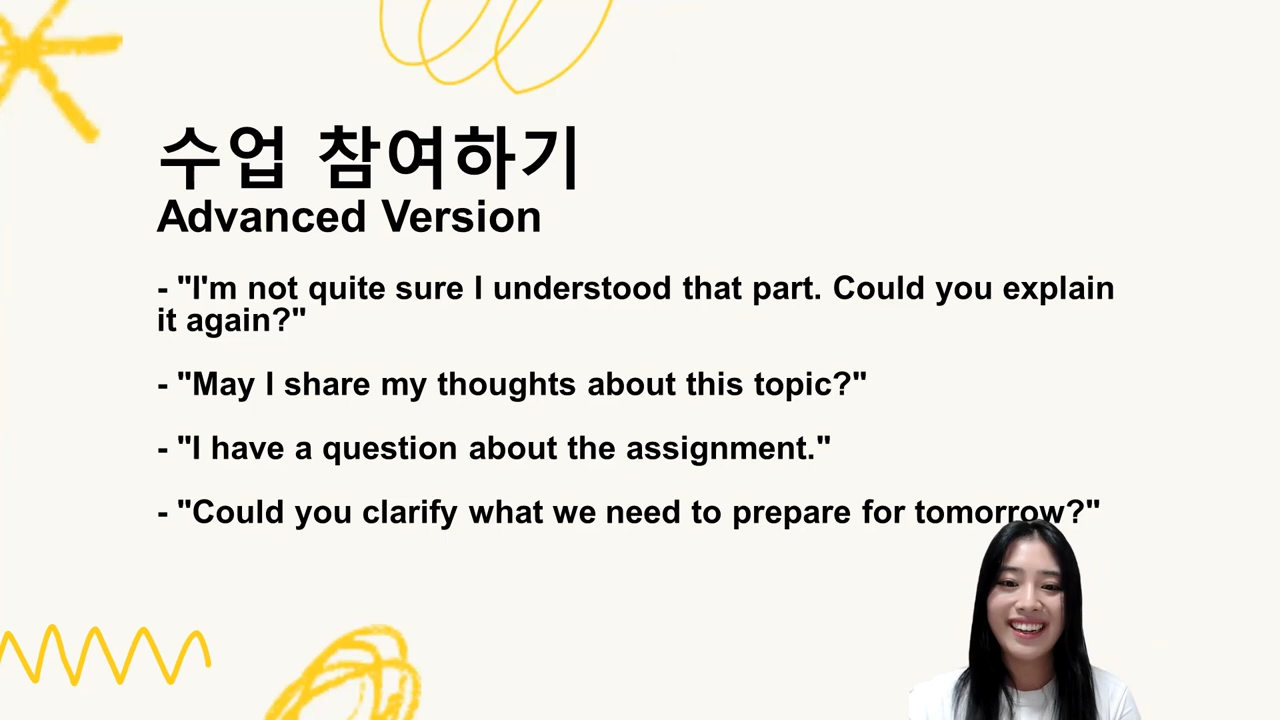 수업 참여하기
Advanced Version
- "I'm not quite sure I understood that part. Could you explain
it again?"
- "May I share my thoughts about this topic?"
- "I have a question about the assignment."
- "Could you clarify what we need to prepare for tomorrow?"